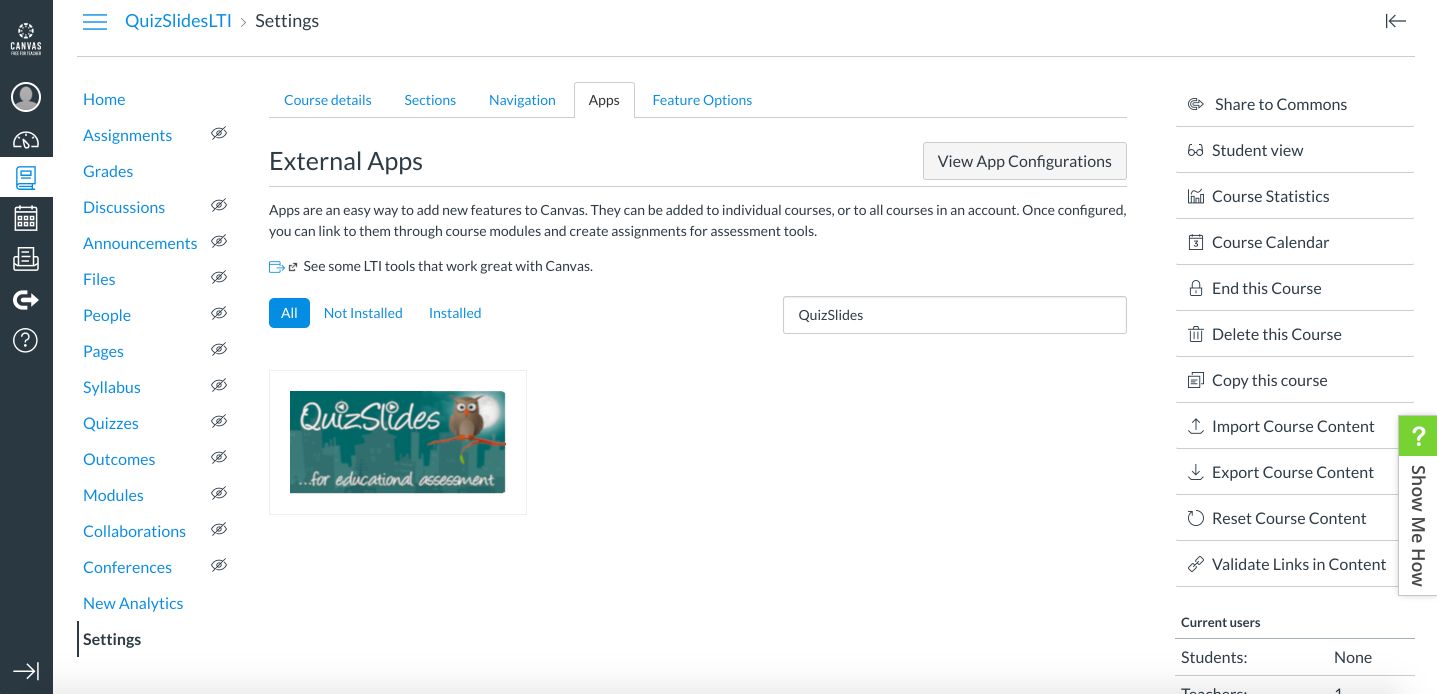 CANVAS
FREE FOR TEACHER
QuizSlidesLTI > Settings
Home
Assignments
Grades
Discussions
Announcements
Files
People
Pages
Syllabus
Quizzes
Outcomes
Modules
Collaborations
Conferences
New Analytics
Settings
Course details Sections Navigation Apps Feature Options
External Apps
View App Configurations
Apps are an easy way to add new features to Canvas. They can be added to individual courses, or to all courses in an account. Once configured,
you can link to them through course modules and create assignments for assessment tools.
See some LTI tools that work great with Canvas.
All Not Installed Installed
QuizSlides
QuizSlides
...for educational assessment
Share to Commons
Student view
Course Statistics
3
Course Calendar
End this Course
Delete this Course
Copy this course
Import Course Content
Export Course Content
Reset Course Content
Validate Links in Content
?
Show Me How
Current users
Students: None
Teachers: 1